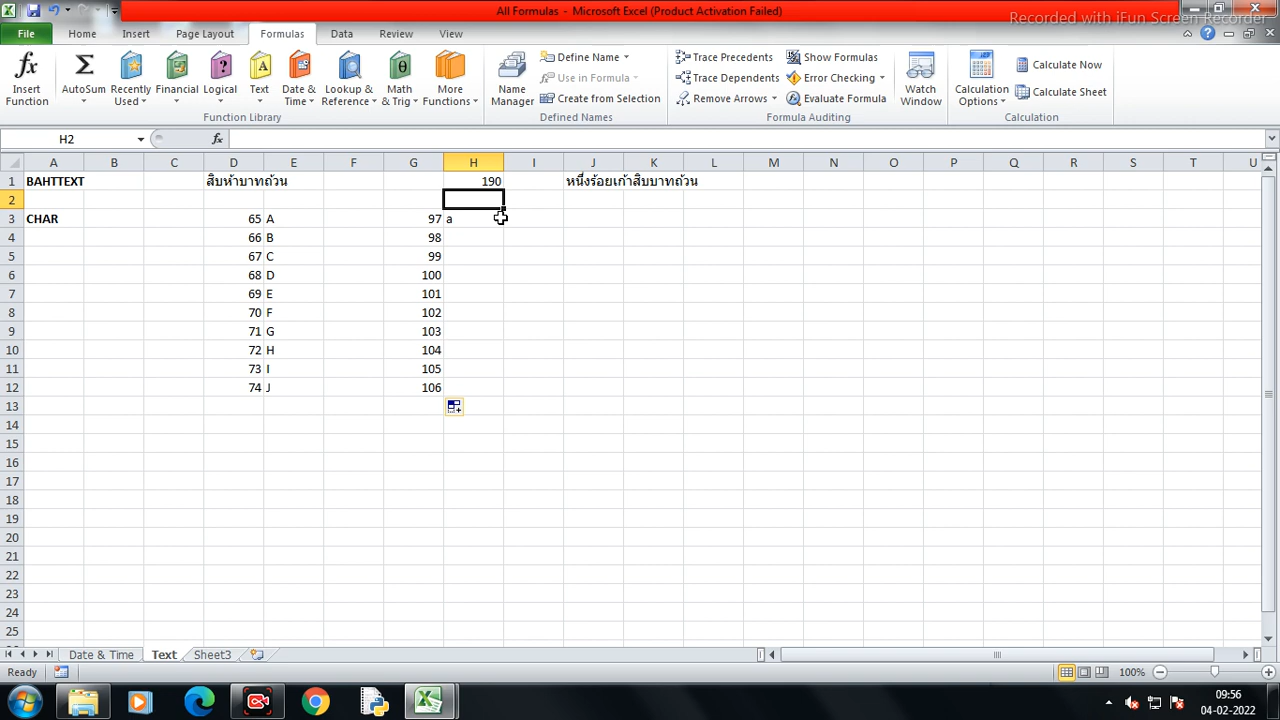 All Formulas - Microsoft Excel (Product Activation Failed)
Recorded with iFun Screen Recorder
File Home Insert Page Layout Formulas Data Review View
Insert Function
AutoSum
Recently Used
Financial
Logical
Text
Date & Time
Lookup & Reference
Math & Trig
More Functions
Function Library
Name Manager
Define Name
Use in Formula
Create from Selection
Defined Names
Trace Precedents
Trace Dependents
Remove Arrows
Show Formulas
Error Checking
Evaluate Formula
Formula Auditing
Watch Window
Calculation Options
Calculate Now
Calculate Sheet
Calculation
H2 fx
A B C D E F G H I J K L M N O P Q R S T U
1 BAHTTEXT สิบห้าบาทถ้วน 190 หนึ่งร้อยเก้าสิบบาทถ้วน
2
3 CHAR 65 A 97 a
4 66 B 98
5 67 C 99
6 68 D 100
7 69 E 101
8 70 F 102
9 71 G 103
10 72 H 104
11 73 I 105
12 74 J 106
13
14
15
16
17
18
19
20
21
22
23
24
25
Date & Time Text Sheet3
Ready 100%
09:56
04-02-2022